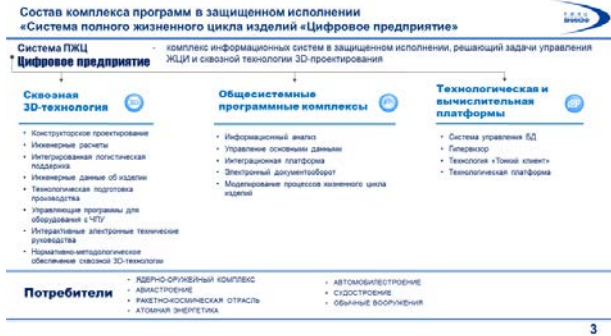 Состав комплекса программ в защищенном исполнении
«Система полного жизненного цикла изделий «Цифровое предприятие»
Система ПЖЦ
Цифровое предприятие
- комплекс информационных систем в защищенном исполнении, решающий задачи управления
ЖЦИ и сквозной технологии 3D-проектирования
Сквозная
3D-технология
• Конструкторское проектирование
• Инженерные расчеты
• Интегрированная логистическая
поддержка
• Инженерные данные об изделии
• Технологическая подготовка
производства
• Управляющие программы для
оборудования с ЧПУ
• Интерактивные электронные технические
руководства
• Нормативно-методологическое
обеспечение сквозной 3D-технологии
Общесистемные
программные комплексы
• Информационный анализ
• Управление основными данными
• Интеграционная платформа
• Электронный документооборот
• Моделирование процессов жизненного цикла
изделий
Технологическая и
вычислительная
платформы
• Система управления БД
• Гипервизор
• Технология «Тонкий клиент»
• Технологическая платформа
Потребители
• ЯДЕРНО-ОРУЖЕЙНЫЙ КОМПЛЕКС
• АВИАСТРОЕНИЕ
• РАКЕТНО-КОСМИЧЕСКАЯ ОТРАСЛЬ
• АТОМНАЯ ЭНЕРГЕТИКА
• АВТОМОБИЛЕСТРОЕНИЕ
• СУДОСТРОЕНИЕ
• ОБЫЧНЫЕ ВООРУЖЕНИЯ
3